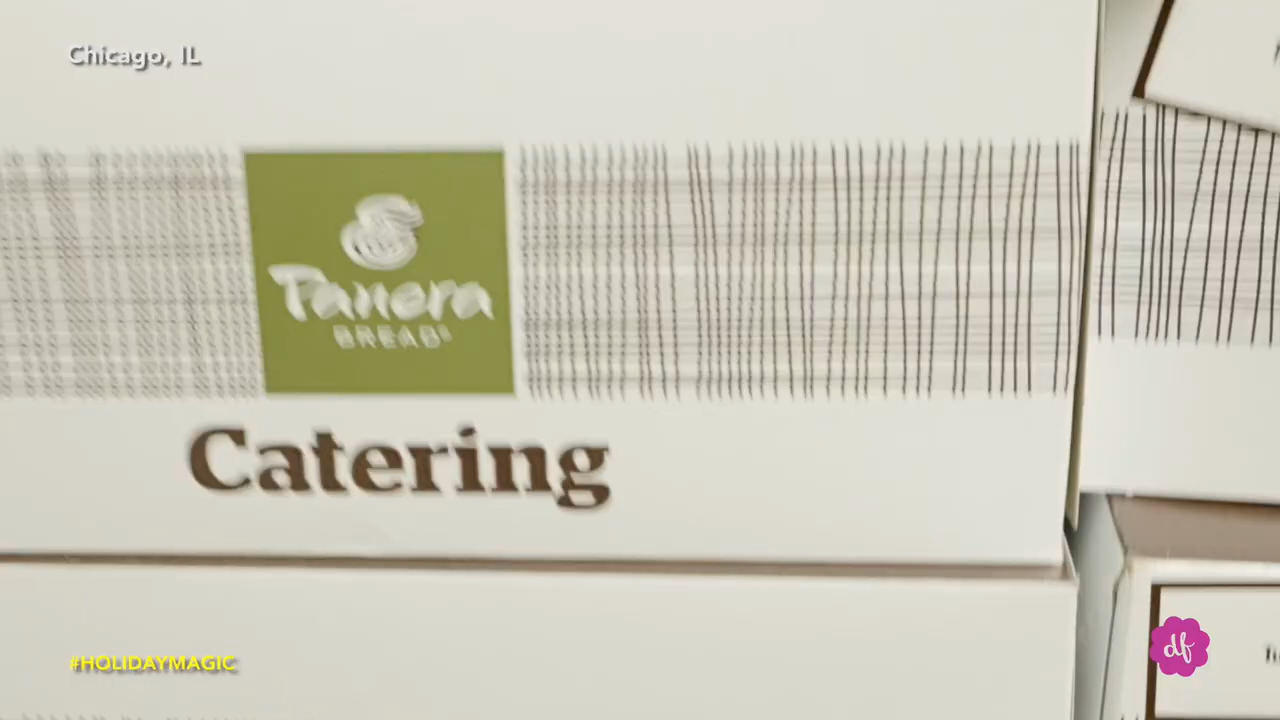 Chicago, IL
Panera
BREAD®
Catering
#HOLIDAYMAGIC
df